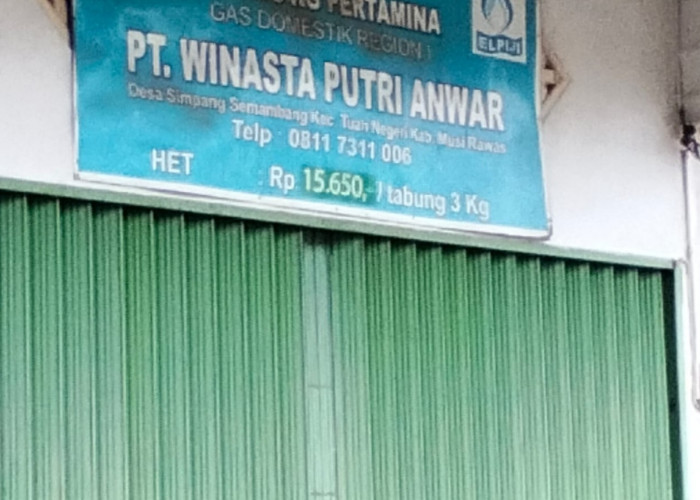 PERTAMINA
GAS DOMESTIK REGION I
ELPIJI
PT. WINASTA PUTRI ANWAR
Desa Simpang Semambang Kec. Tuah Negeri Kab. Musi Rawas
Telp : 0811 7311 006
HET : Rp 15.650,- / tabung 3 Kg